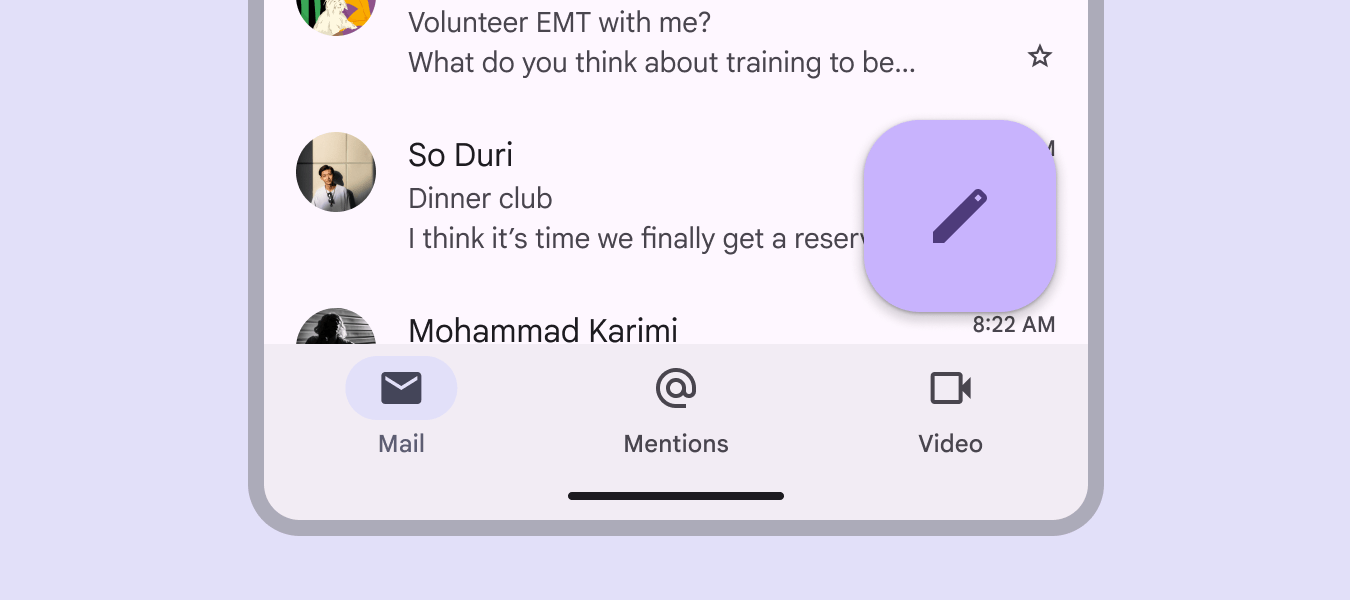 Volunteer EMT with me?
What do you think about training to be...
So Duri
Dinner club
I think it’s time we finally get a reserv
Mohammad Karimi
8:22 AM
Mail
Mentions
Video